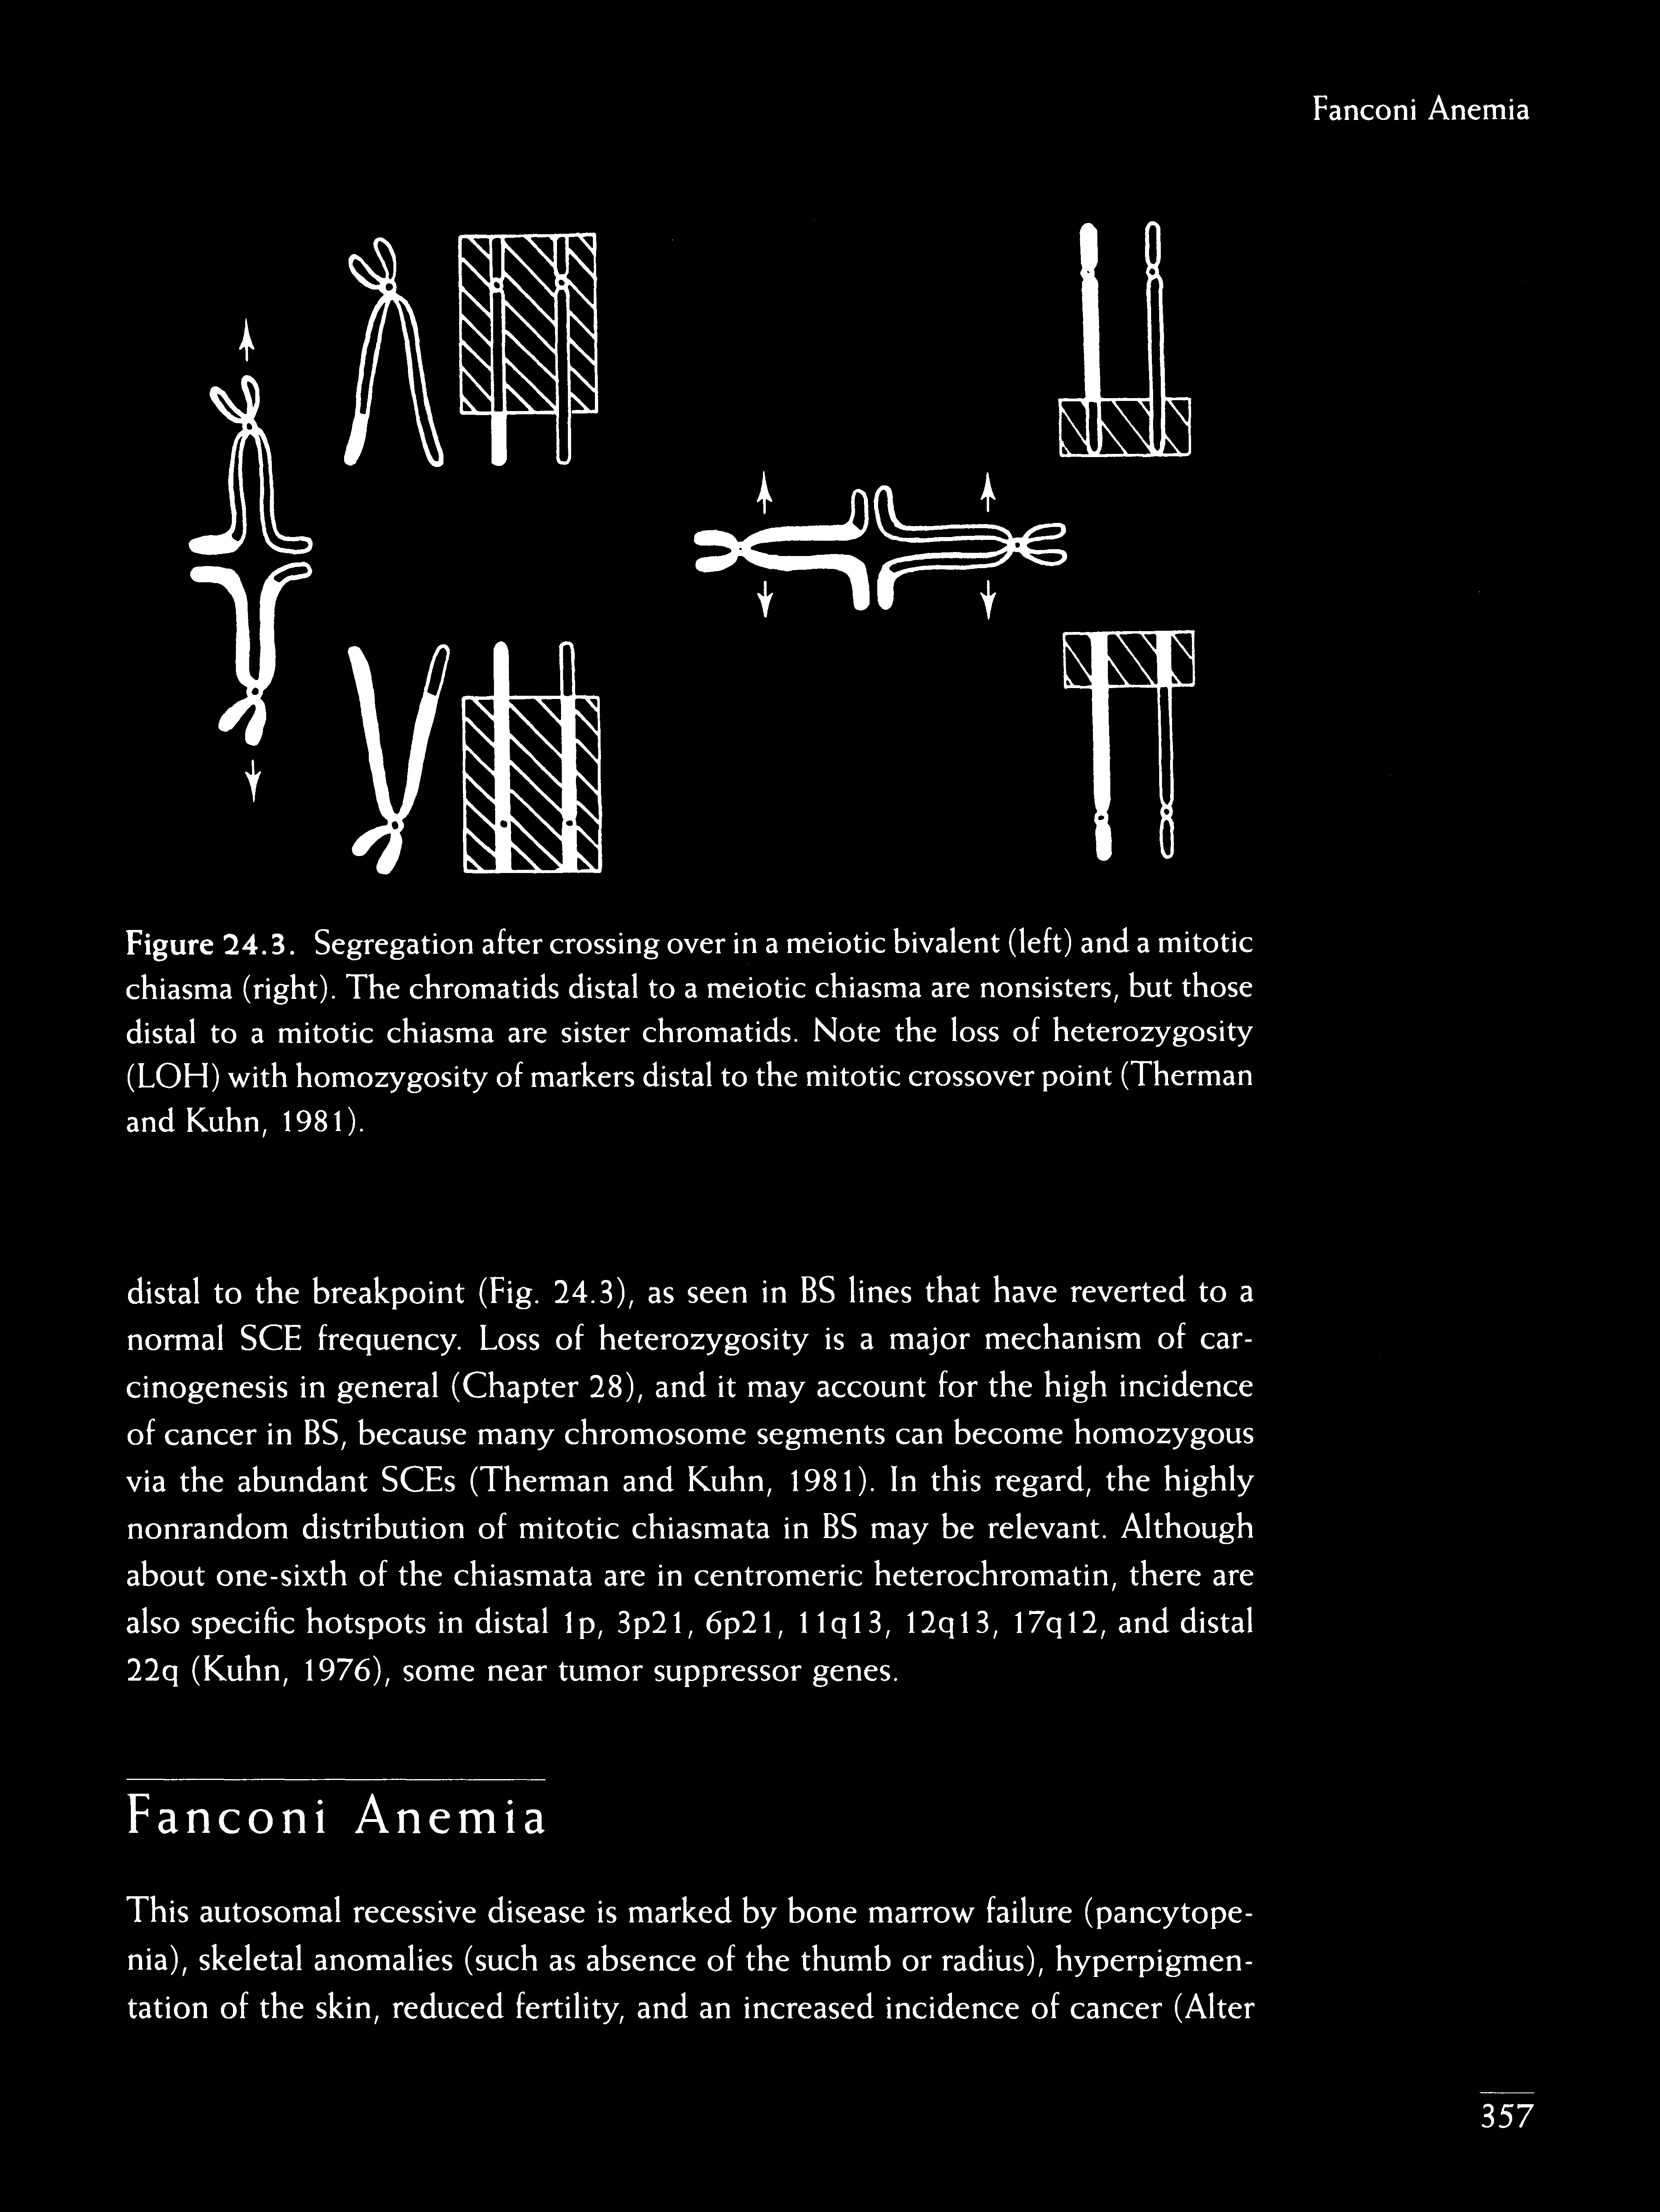 Fanconi Anemia
Figure 24.3. Segregation after crossing over in a meiotic bivalent (left) and a mitotic
chiasma (right). The chromatids distal to a meiotic chiasma are nonsisters, but those
distal to a mitotic chiasma are sister chromatids. Note the loss of heterozygosity
(LOH) with homozygosity of markers distal to the mitotic crossover point (Therman
and Kuhn, 1981).
distal to the breakpoint (Fig. 24.3), as seen in BS lines that have reverted to a
normal SCE frequency. Loss of heterozygosity is a major mechanism of car-
cinogenesis in general (Chapter 28), and it may account for the high incidence
of cancer in BS, because many chromosome segments can become homozygous
via the abundant SCEs (Therman and Kuhn, 1981). In this regard, the highly
nonrandom distribution of mitotic chiasmata in BS may be relevant. Although
about one-sixth of the chiasmata are in centromeric heterochromatin, there are
also specific hotspots in distal 1p, 3p21, 6p21, 11q13, 12q13, 17q12, and distal
22q (Kuhn, 1976), some near tumor suppressor genes.
Fanconi Anemia
This autosomal recessive disease is marked by bone marrow failure (pancytope-
nia), skeletal anomalies (such as absence of the thumb or radius), hyperpigmen-
tation of the skin, reduced fertility, and an increased incidence of cancer (Alter
357